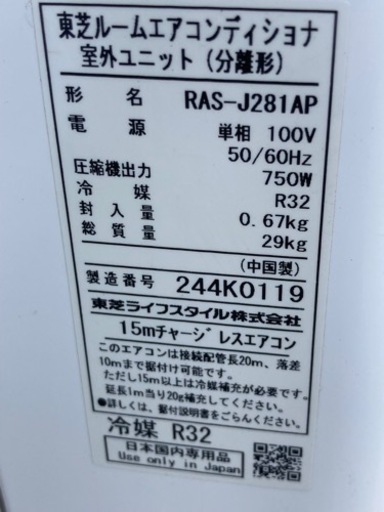 東芝ルームエアコンディショナ
室外ユニット(分離形)
形 名 RAS-J281AP
電 源 単相 100V
50/60Hz
圧縮機出力 750W
冷 媒 R32
封 入 量 0.67kg
総 質 量 29kg
(中国製)
製造番号 244K0119
東芝ライフスタイル株式会社
15mチャージレスエアコン
このエアコンは接続配管長20m、落差
10mまで据付け可能です。
ただし15m以上は冷媒補充が必要です。
延長1m当り20g補充してください。
●詳しくは、据付説明書をごらんください。
冷媒 R32
日本国内専用品
Use only in Japan